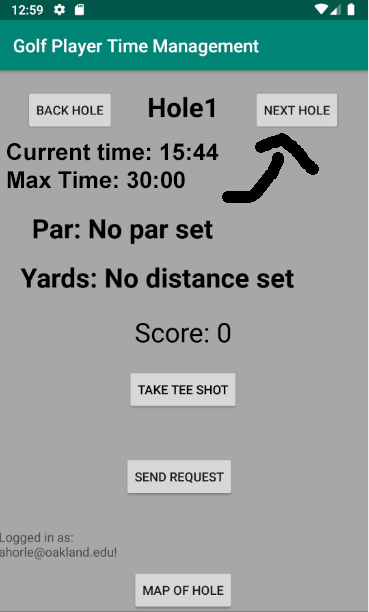 12:59
Golf Player Time Management
BACK HOLE Hole1 NEXT HOLE
Current time: 15:44
Max Time: 30:00
Par: No par set
Yards: No distance set
Score: 0
TAKE TEE SHOT
SEND REQUEST
Logged in as:
ahorle@oakland.edu!
MAP OF HOLE